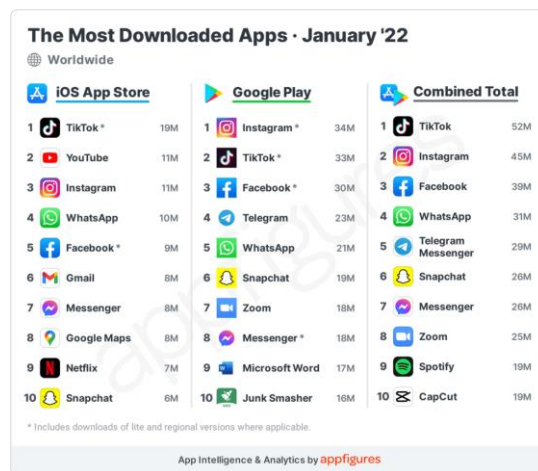 The Most Downloaded Apps · January '22
Worldwide
iOS App Store
1 TikTok * 19M
2 YouTube 11M
3 Instagram 11M
4 WhatsApp 10M
5 Facebook * 9M
6 Gmail 8M
7 Messenger 8M
8 Google Maps 8M
9 Netflix 7M
10 Snapchat 6M
Google Play
1 Instagram * 34M
2 TikTok * 33M
3 Facebook * 30M
4 Telegram 23M
5 WhatsApp 21M
6 Snapchat 19M
7 Zoom 18M
8 Messenger * 18M
9 Microsoft Word 17M
10 Junk Smasher 16M
Combined Total
1 TikTok 52M
2 Instagram 45M
3 Facebook 39M
4 WhatsApp 31M
5 Telegram
Messenger 29M
6 Snapchat 26M
7 Messenger 26M
8 Zoom 25M
9 Spotify 19M
10 CapCut 19M
* Includes downloads of lite and regional versions where applicable.
App Intelligence & Analytics by appfigures
appfigures